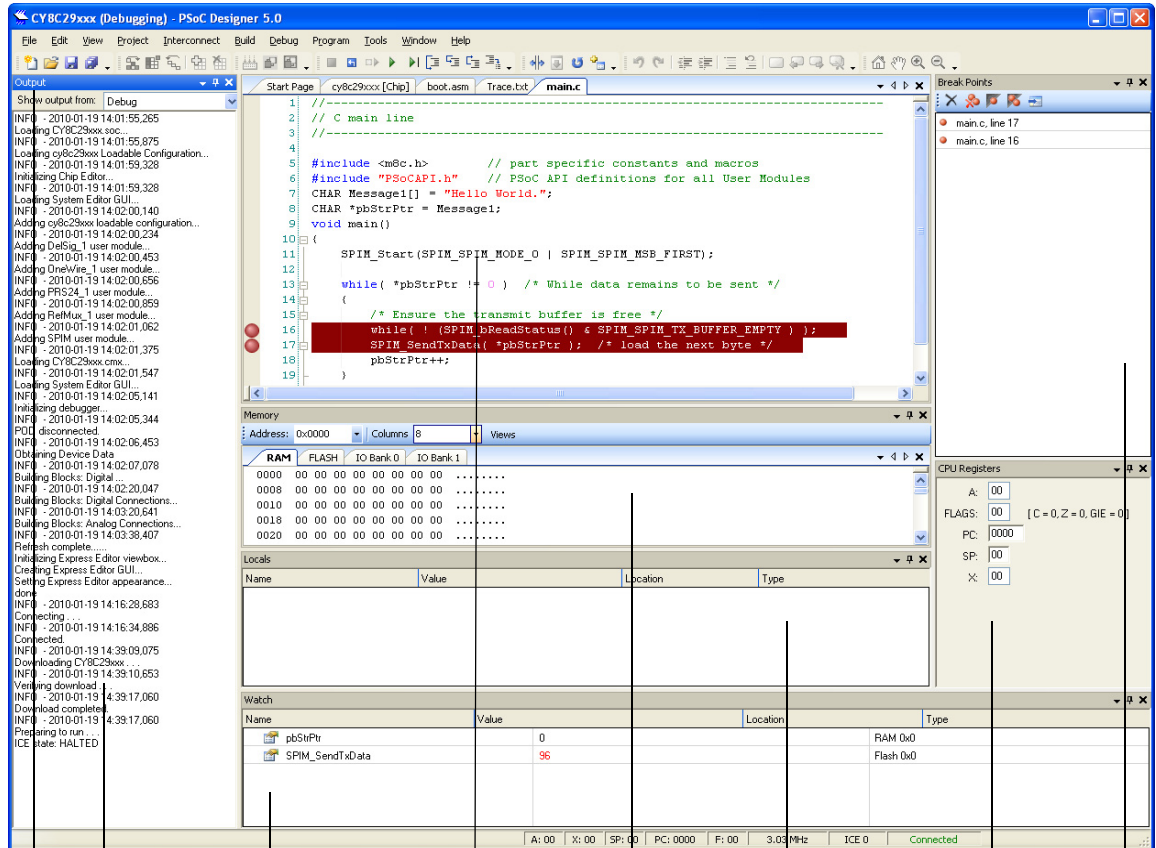 CY8C29xxx (Debugging) - PSoC Designer 5.0
File Edit View Project Interconnect Build Debug Program Tools Window Help
Output
Show output from: Debug
INFO - 2010-01-19 14:01:55,265
Loading CY8C29xxx.soc...
INFO - 2010-01-19 14:01:55,875
Loading cy8c29xxx Loadable Configuration...
INFO - 2010-01-19 14:01:59,328
Initializing Chip Editor...
INFO - 2010-01-19 14:01:59,328
Loading System Editor GUI...
INFO - 2010-01-19 14:02:00,140
Adding cy8c29xxx loadable configuration...
INFO - 2010-01-19 14:02:00,234
Adding DelSig_1 user module...
INFO - 2010-01-19 14:02:00,453
Adding OneWire_1 user module...
INFO - 2010-01-19 14:02:00,656
Adding PRS24_1 user module...
INFO - 2010-01-19 14:02:00,859
Adding RefMux_1 user module...
INFO - 2010-01-19 14:02:01,062
Adding SPIM user module...
INFO - 2010-01-19 14:02:01,375
Loading CY8C29xxx.cmx...
INFO - 2010-01-19 14:02:01,547
Loading System Editor GUI...
INFO - 2010-01-19 14:02:05,141
Initializing debugger...
INFO - 2010-01-19 14:02:05,344
POD disconnected.
INFO - 2010-01-19 14:02:06,453
Obtaining Device Data
INFO - 2010-01-19 14:02:07,078
Building Blocks: Digital ...
INFO - 2010-01-19 14:02:20,047
Building Blocks: Digital Connections...
INFO - 2010-01-19 14:03:20,641
Building Blocks: Analog Connections...
INFO - 2010-01-19 14:03:38,407
Refresh complete......
Initializing Express Editor viewbox...
Creating Express Editor GUI...
Setting Express Editor appearance...
done
INFO - 2010-01-19 14:16:28,683
Connecting . . .
INFO - 2010-01-19 14:16:34,886
Connected.
INFO - 2010-01-19 14:39:09,075
Downloading CY8C29xxx . . .
INFO - 2010-01-19 14:39:10,653
Verifying download . . .
INFO - 2010-01-19 14:39:17,060
Download completed.
INFO - 2010-01-19 14:39:17,060
Preparing to run . . .
ICE state: HALTED
Start Page cy8c29xxx [Chip] boot.asm Trace.txt main.c
1 //----------------------------------------------------------------------------
2 // C main line
3 //----------------------------------------------------------------------------
4
5 #include <m8c.h> // part specific constants and macros
6 #include "PSoCAPI.h" // PSoC API definitions for all User Modules
7 CHAR Message1[] = "Hello World.";
8 CHAR *pbStrPtr = Message1;
9 void main()
10 {
11 SPIM_Start(SPIM_SPIM_MODE_0 | SPIM_SPIM_MSB_FIRST);
12
13 while( *pbStrPtr != 0 ) /* While data remains to be sent */
14 {
15 /* Ensure the transmit buffer is free */
16 while( ! (SPIM_bReadStatus() & SPIM_SPIM_TX_BUFFER_EMPTY ) );
17 SPIM_SendTxData( *pbStrPtr ); /* load the next byte */
18 pbStrPtr++;
19 }
Memory
Address: 0x0000 Columns 8 Views
RAM FLASH IO Bank 0 IO Bank 1
0000 00 00 00 00 00 00 00 00 ........
0008 00 00 00 00 00 00 00 00 ........
0010 00 00 00 00 00 00 00 00 ........
0018 00 00 00 00 00 00 00 00 ........
0020 00 00 00 00 00 00 00 00 ........
Locals
Name Value Location Type
Break Points
main.c, line 17
main.c, line 16
CPU Registers
A: 00
FLAGS: 00 [ C = 0, Z = 0, GIE = 0 ]
PC: 0000
SP: 00
X: 00
Watch
Name Value Location Type
pbStrPtr 0 RAM 0x0
SPIM_SendTxData 96 Flash 0x0
A: 00 X: 00 SP: 00 PC: 0000 F: 00 3.03 MHz ICE 0 Connected